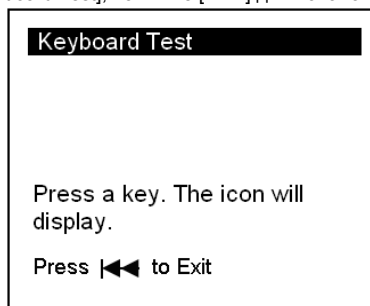 Keyboard Test
Press a key. The icon will
display.
Press |◀◀ to Exit